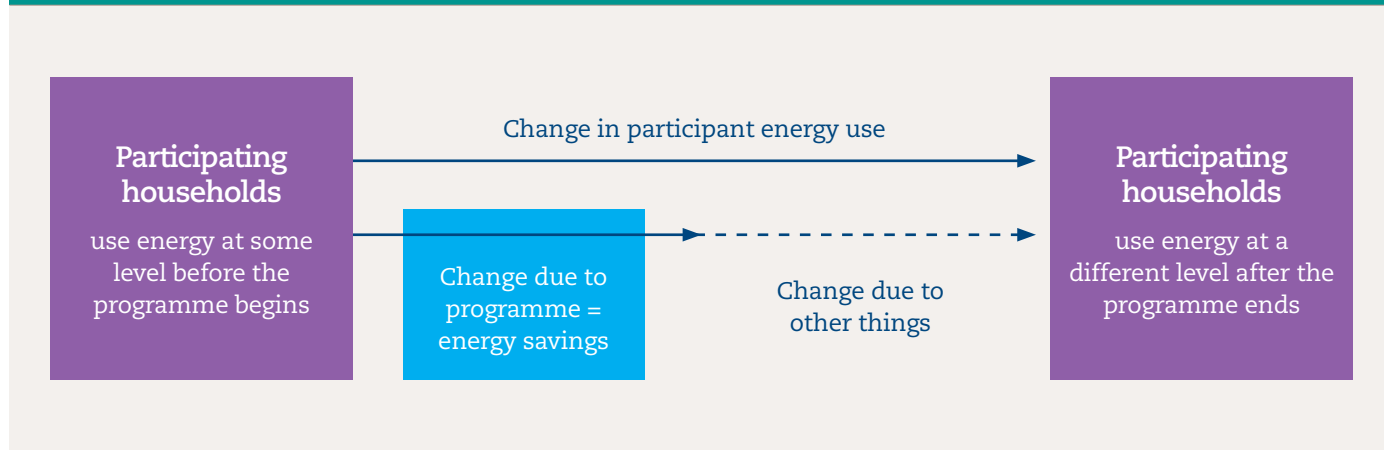 Participating
households
use energy at some
level before the
programme begins
Change in participant energy use
Change due to
programme =
energy savings
Change due to
other things
Participating
households
use energy at a
different level after the
programme ends